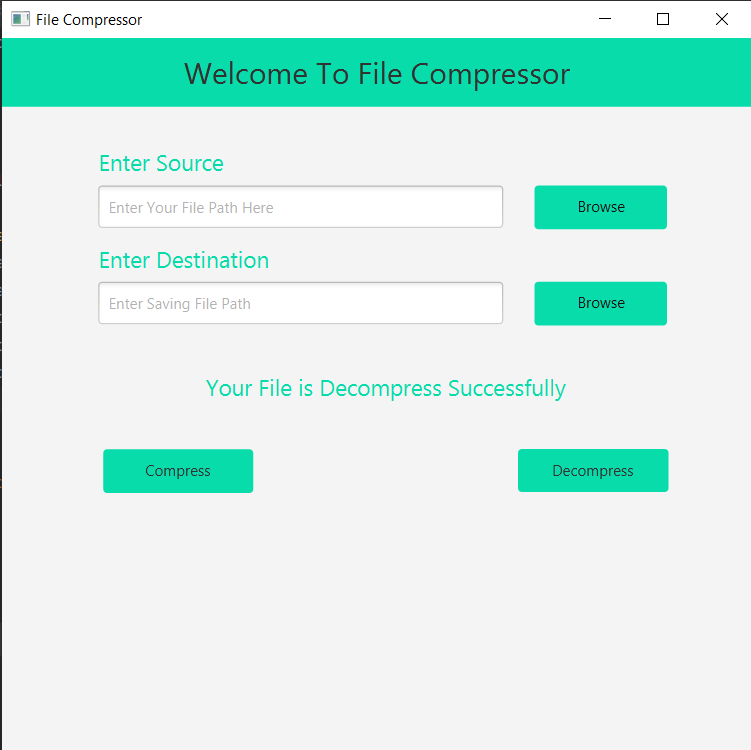 File Compressor
Welcome To File Compressor
Enter Source
Enter Your File Path Here
Browse
Enter Destination
Enter Saving File Path
Browse
Your File is Decompress Successfully
Compress
Decompress